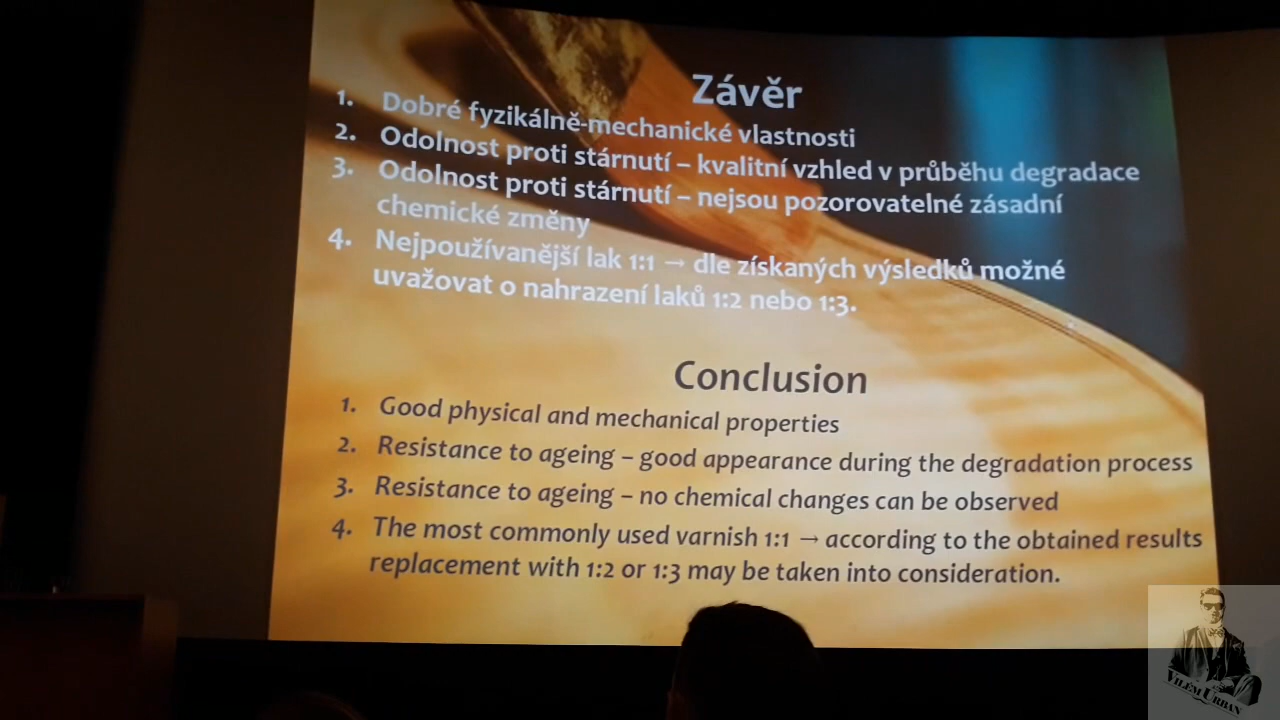 Závěr
1. Dobré fyzikálně-mechanické vlastnosti
2. Odolnost proti stárnutí – kvalitní vzhled v průběhu degradace
3. Odolnost proti stárnutí – nejsou pozorovatelné zásadní
chemické změny
4. Nejpoužívanější lak 1:1 → dle získaných výsledků možné
uvažovat o nahrazení laků 1:2 nebo 1:3.
Conclusion
1. Good physical and mechanical properties
2. Resistance to ageing – good appearance during the degradation process
3. Resistance to ageing – no chemical changes can be observed
4. The most commonly used varnish 1:1 → according to the obtained results
replacement with 1:2 or 1:3 may be taken into consideration.
VILÉM URBAN